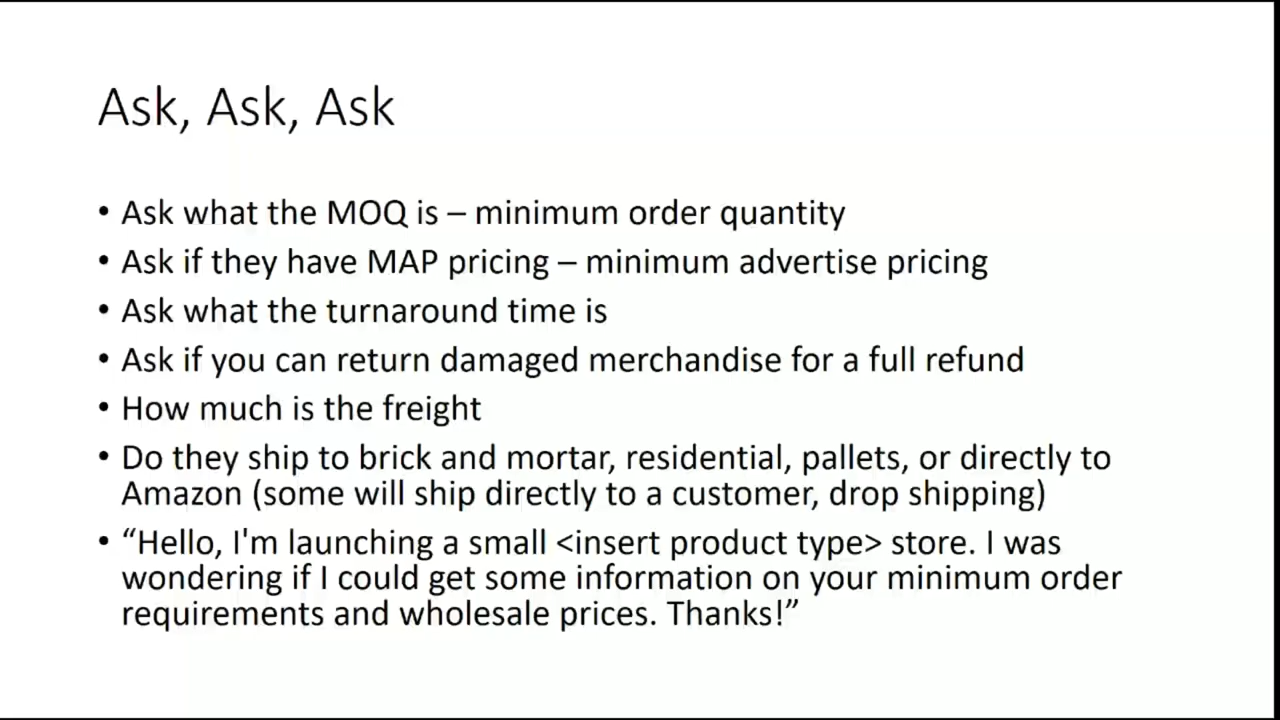 Ask, Ask, Ask
• Ask what the MOQ is – minimum order quantity
• Ask if they have MAP pricing – minimum advertise pricing
• Ask what the turnaround time is
• Ask if you can return damaged merchandise for a full refund
• How much is the freight
• Do they ship to brick and mortar, residential, pallets, or directly to
Amazon (some will ship directly to a customer, drop shipping)
• “Hello, I'm launching a small <insert product type> store. I was
wondering if I could get some information on your minimum order
requirements and wholesale prices. Thanks!”